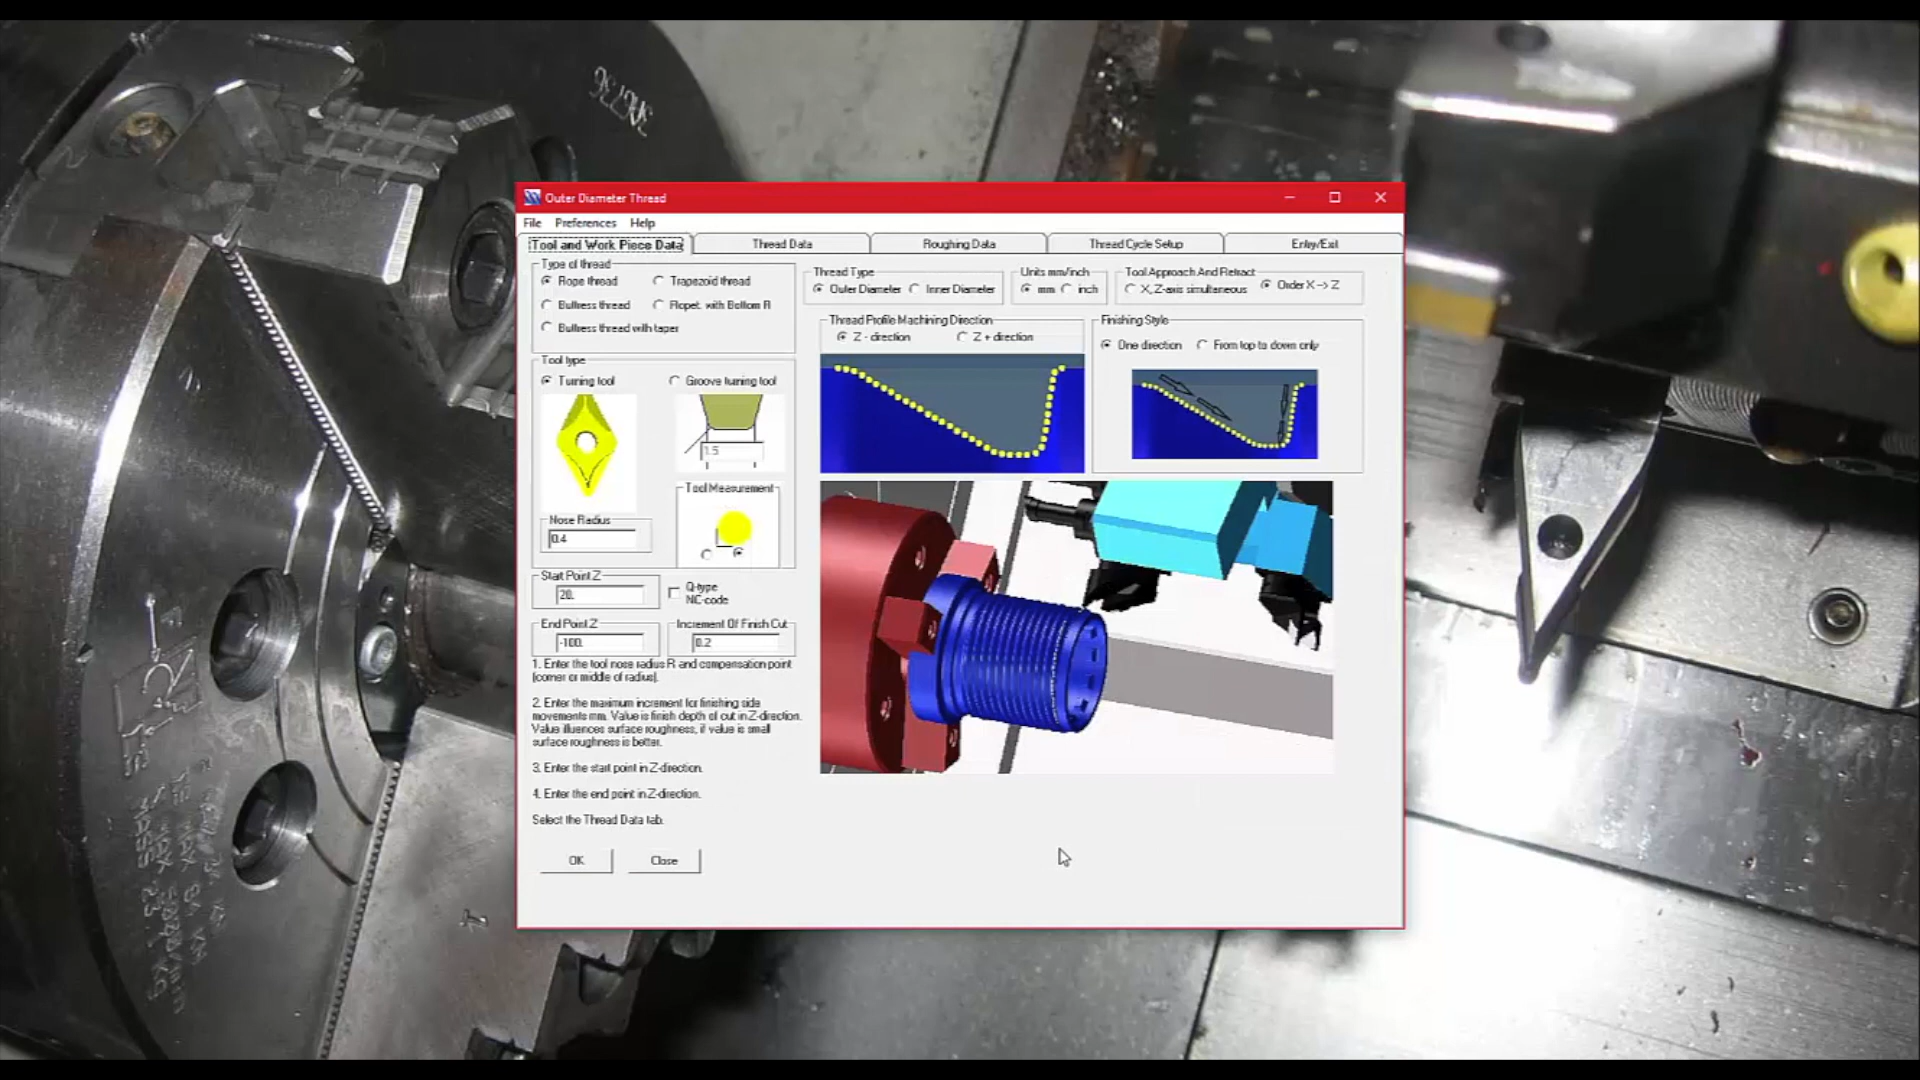 Outer Diameter Thread
File Preferences Help
Tool and Work Piece Data Thread Data Roughing Data Thread Cycle Setup Entry/Exit
Type of thread
Rope thread Trapezoid thread
Buttress thread Ropet. with Bottom R
Buttress thread with taper
Thread Type
Outer Diameter Inner Diameter
Units mm/inch
mm inch
Tool Approach And Retract
X, Z-axis simultaneous Order X -> Z
Thread Profile Machining Direction
Z - direction Z + direction
Finishing Style
One direction From top to down only
Tool type
Turning tool Groove turning tool
1.5
Tool Measurement
Nose Radius
0.4
Start Point Z
20.
Q-type
NC-code
End Point Z
-100.
Increment Of Finish Cut
0.2
1. Enter the tool nose radius R and compensation point
(corner or middle of radius).
2. Enter the maximum increment for finishing side
movements mm. Value is finish depth of cut in Z-direction.
Value illuences surface roughness, if value is small
surface roughness is better.
3. Enter the start point in Z-direction.
4. Enter the end point in Z-direction.
Select the Thread Data tab.
OK Close